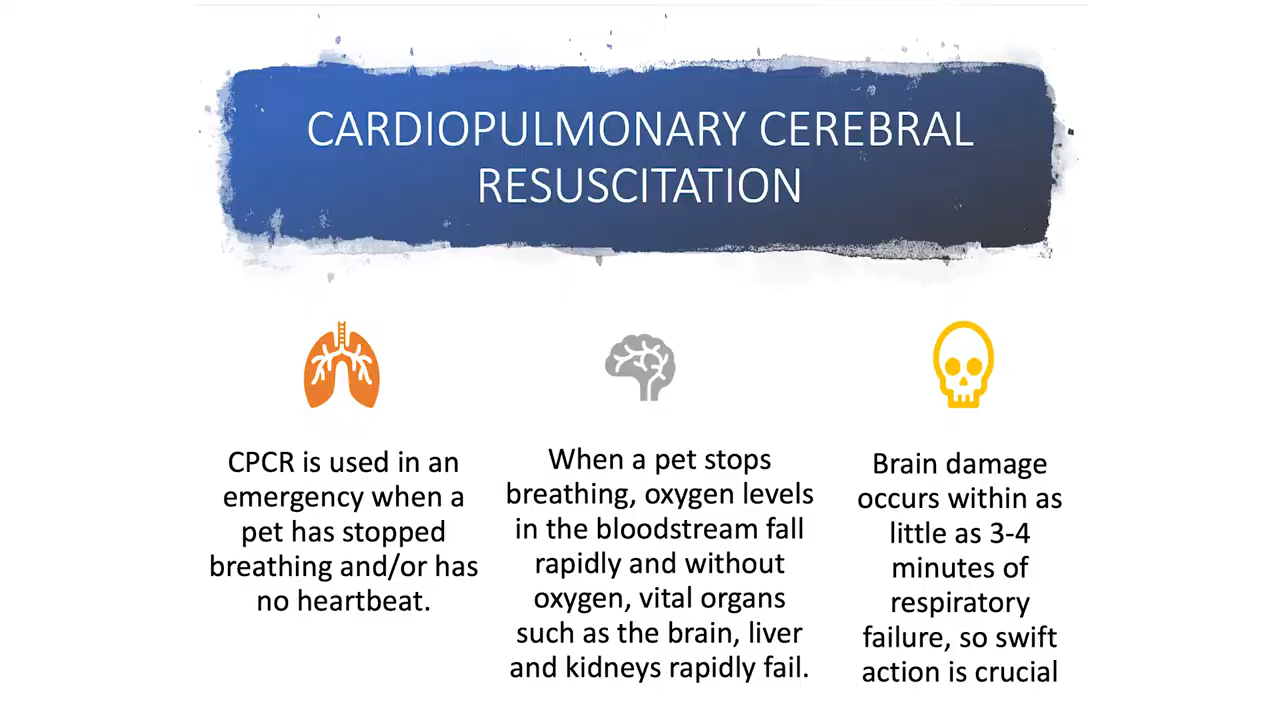 CARDIOPULMONARY CEREBRAL
RESUSCITATION
CPCR is used in an
emergency when a
pet has stopped
breathing and/or has
no heartbeat.
When a pet stops
breathing, oxygen levels
in the bloodstream fall
rapidly and without
oxygen, vital organs
such as the brain, liver
and kidneys rapidly fail.
Brain damage
occurs within as
little as 3-4
minutes of
respiratory
failure, so swift
action is crucial